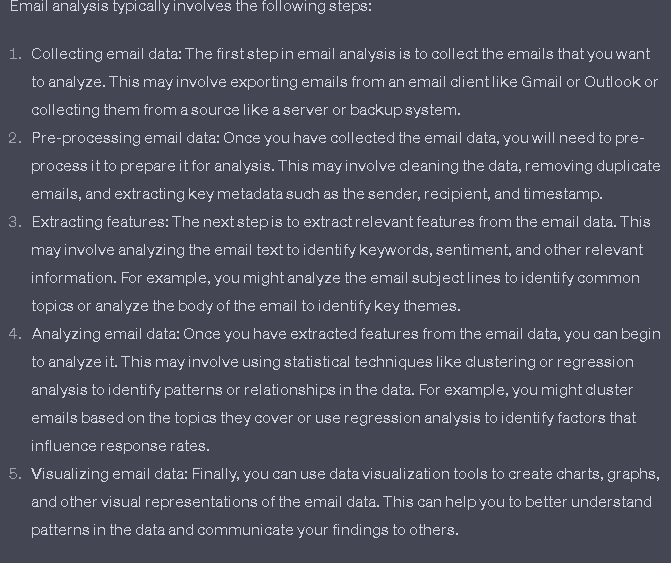 Email analysis typically involves the following steps:
1. Collecting email data: The first step in email analysis is to collect the emails that you want
to analyze. This may involve exporting emails from an email client like Gmail or Outlook or
collecting them from a source like a server or backup system.
2. Pre-processing email data: Once you have collected the email data, you will need to pre-
process it to prepare it for analysis. This may involve cleaning the data, removing duplicate
emails, and extracting key metadata such as the sender, recipient, and timestamp.
3. Extracting features: The next step is to extract relevant features from the email data. This
may involve analyzing the email text to identify keywords, sentiment, and other relevant
information. For example, you might analyze the email subject lines to identify common
topics or analyze the body of the email to identify key themes.
4. Analyzing email data: Once you have extracted features from the email data, you can begin
to analyze it. This may involve using statistical techniques like clustering or regression
analysis to identify patterns or relationships in the data. For example, you might cluster
emails based on the topics they cover or use regression analysis to identify factors that
influence response rates.
5. Visualizing email data: Finally, you can use data visualization tools to create charts, graphs,
and other visual representations of the email data. This can help you to better understand
patterns in the data and communicate your findings to others.